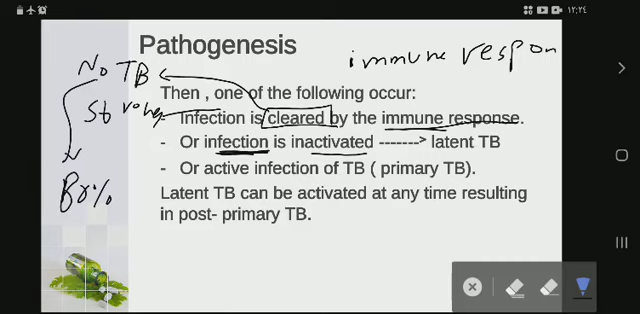 ١٢:٢٤
Pathogenesis
immune respon
No TB
Then , one of the following occur:
- Infection is cleared by the immune response.
- Or infection is inactivated -------> latent TB
- Or active infection of TB ( primary TB).
Latent TB can be activated at any time resulting
in post- primary TB.